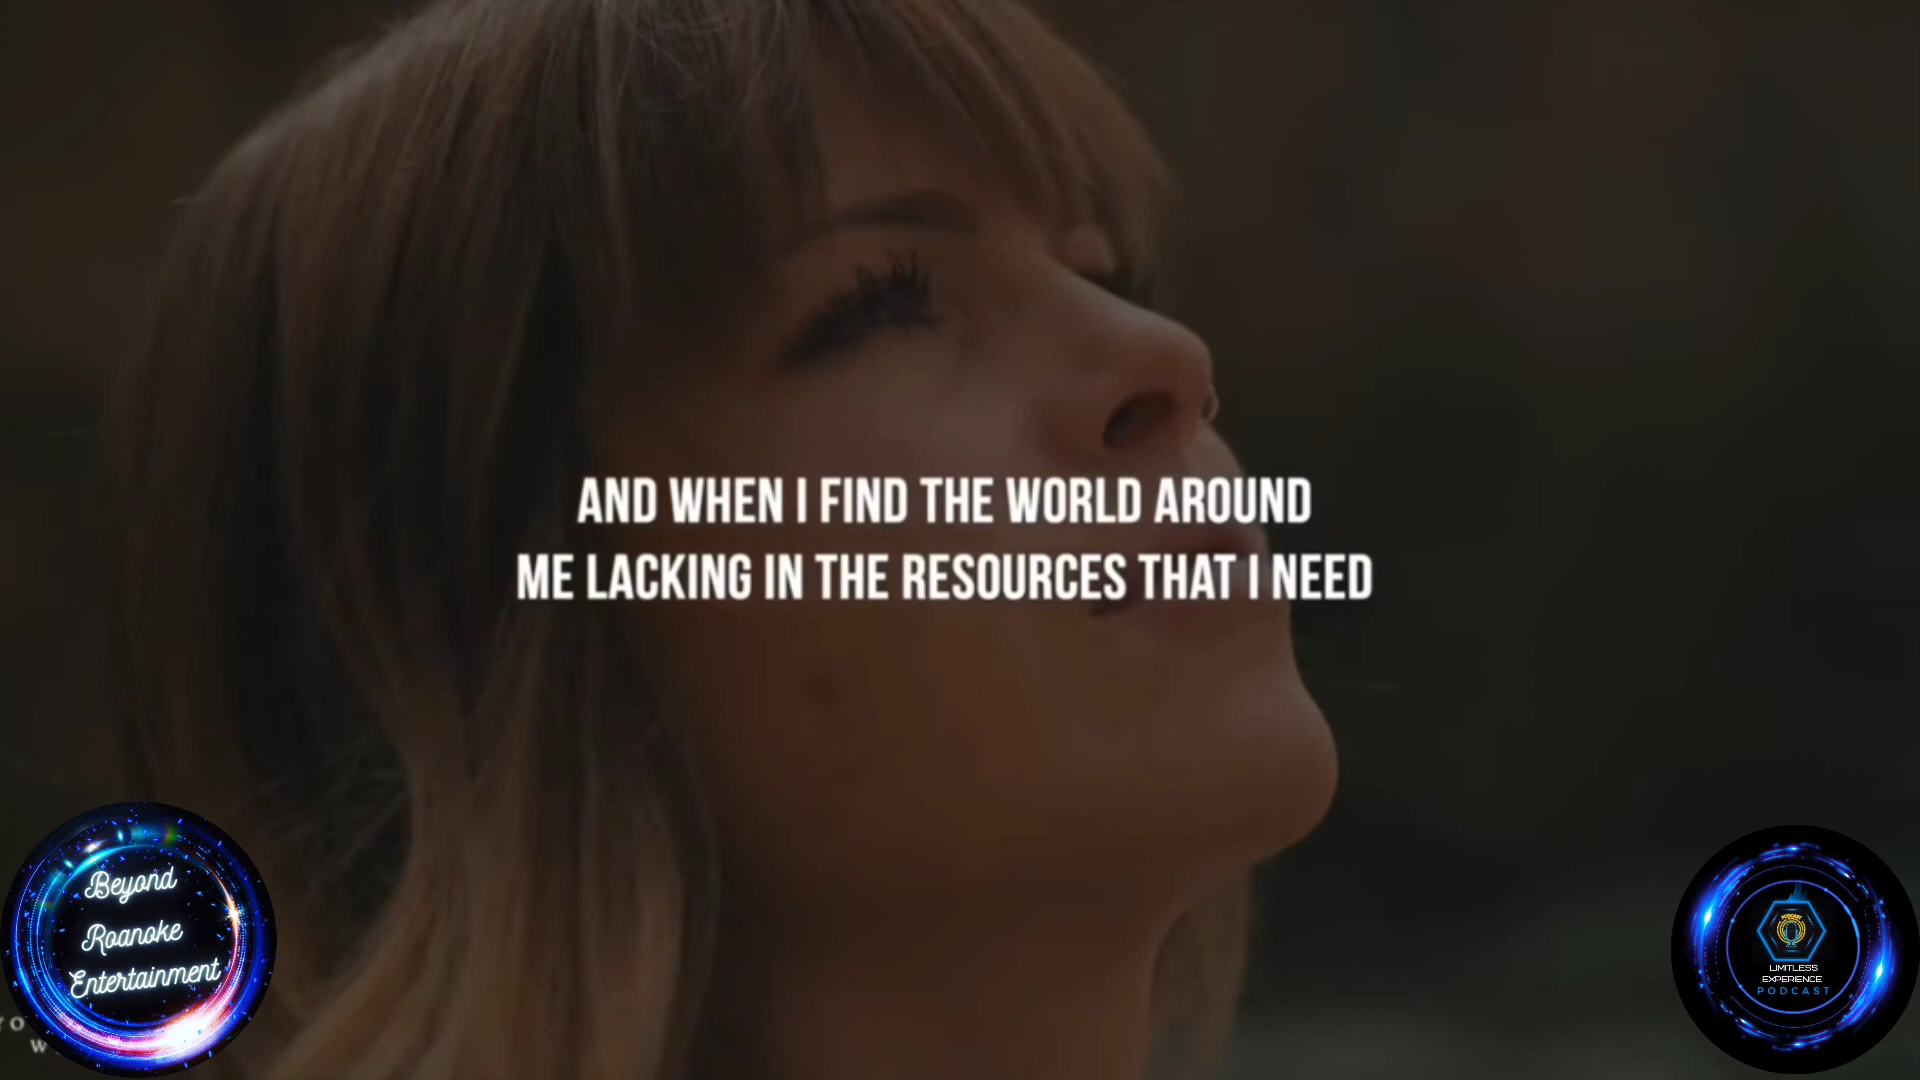 AND WHEN I FIND THE WORLD AROUND
ME LACKING IN THE RESOURCES THAT I NEED
Beyond
Roanoke
Entertainment
PODCAST
LIMITLESS
EXPERIENCE
PODCAST